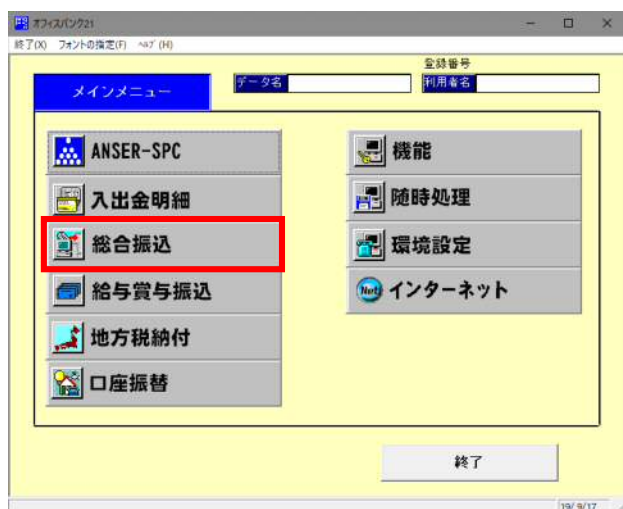 オフィスバンク21
終了(X) フォントの指定(F) ヘルプ(H)
登録番号
メインメニュー データ名 利用者名
ANSER-SPC
入出金明細
総合振込
給与賞与振込
地方税納付
口座振替
機能
随時処理
環境設定
インターネット
終了
19/ 9/17